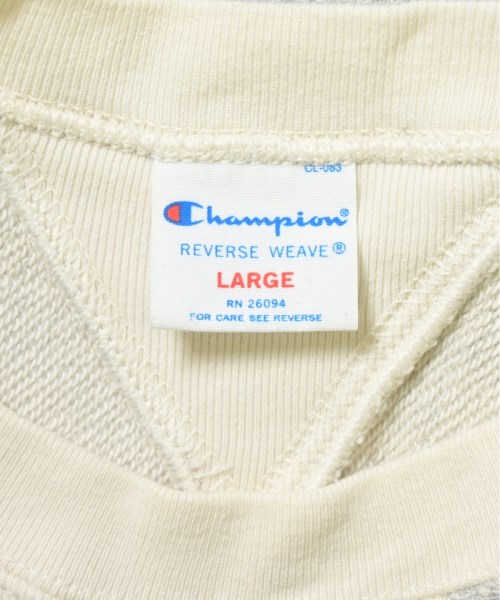 CL-083
Champion®
REVERSE WEAVE®
LARGE
RN 26094
FOR CARE SEE REVERSE